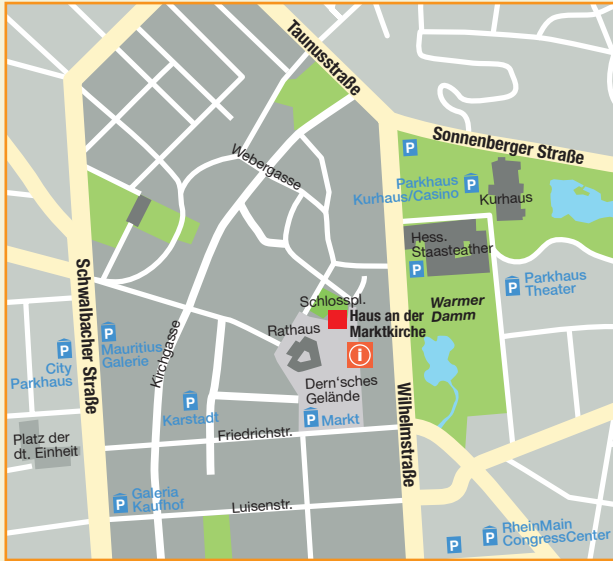 Taunusstraße
Sonnenberger Straße
P
Webergasse
Parkhaus
Kurhaus/Casino
P
Kurhaus
Hess.
Staasteather
P
P
Parkhaus
Theater
Schlosspl.
Haus an der
Marktkirche
Warmer
Damm
Schwalbacher Straße
Rathaus
i
P
Mauritius
Galerie
P
City
Parkhaus
Kirchgasse
Dern'sches
Gelände
Wilhelmstraße
P
Karstadt
P
Markt
Platz der
dt. Einheit
Friedrichstr.
P
Galeria
Kaufhof
Luisenstr.
P
P
RheinMain
CongressCenter